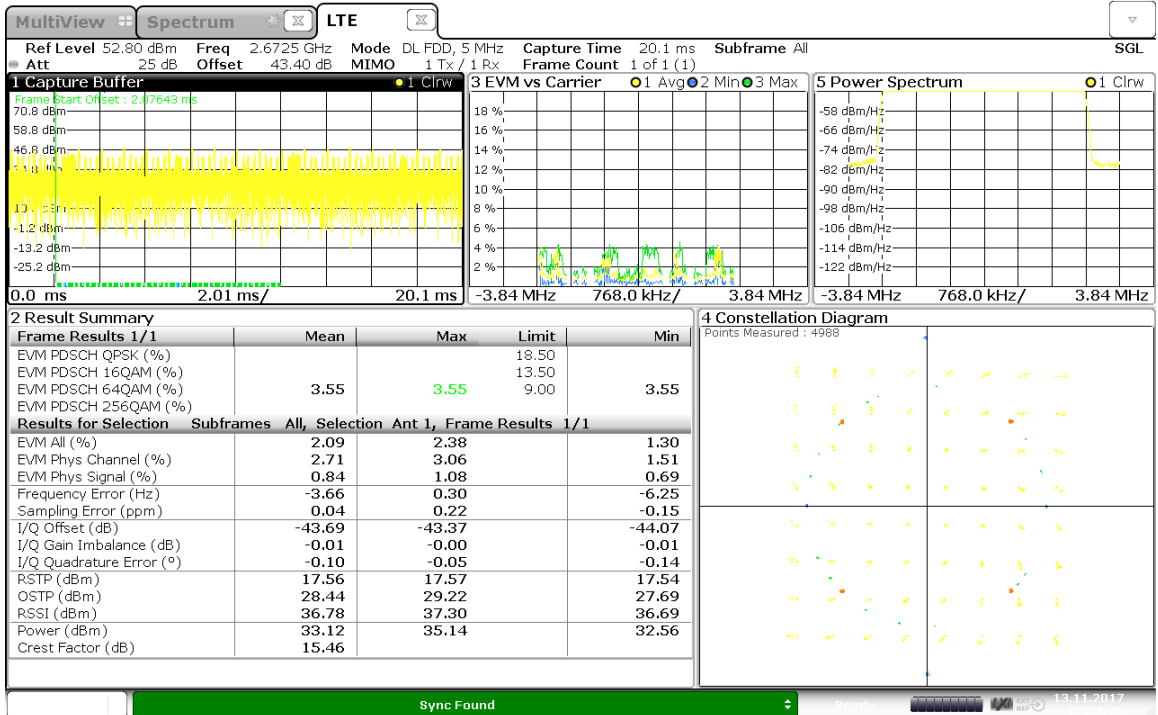 MultiView Spectrum LTE
Ref Level 52.80 dBm Freq 2.6725 GHz Mode DL FDD, 5 MHz Capture Time 20.1 ms Subframe All SGL
Att 25 dB Offset 43.40 dB MIMO 1 Tx / 1 Rx Frame Count 1 of 1 (1)
1 Capture Buffer 1 Clrw
Frame Start Offset : 2.07643 ms
70.8 dBm
58.8 dBm
46.8 dBm
-1.2 dBm
-13.2 dBm
-25.2 dBm
0.0 ms 2.01 ms/ 20.1 ms
3 EVM vs Carrier 1 Avg 2 Min 3 Max
18 %
16 %
14 %
12 %
10 %
8 %
6 %
4 %
2 %
-3.84 MHz 768.0 kHz/ 3.84 MHz
5 Power Spectrum 1 Clrw
-58 dBm/Hz
-66 dBm/Hz
-74 dBm/Hz
-82 dBm/Hz
-90 dBm/Hz
-98 dBm/Hz
-106 dBm/Hz
-114 dBm/Hz
-122 dBm/Hz
-3.84 MHz 768.0 kHz/ 3.84 MHz
2 Result Summary
Frame Results 1/1 Mean Max Limit Min
EVM PDSCH QPSK (%) 18.50
EVM PDSCH 16QAM (%) 13.50
EVM PDSCH 64QAM (%) 3.55 3.55 9.00 3.55
EVM PDSCH 256QAM (%)
Results for Selection Subframes All, Selection Ant 1, Frame Results 1/1
EVM All (%) 2.09 2.38 1.30
EVM Phys Channel (%) 2.71 3.06 1.51
EVM Phys Signal (%) 0.84 1.08 0.69
Frequency Error (Hz) -3.66 0.30 -6.25
Sampling Error (ppm) 0.04 0.22 -0.15
I/Q Offset (dB) -43.69 -43.37 -44.07
I/Q Gain Imbalance (dB) -0.01 -0.00 -0.01
I/Q Quadrature Error (º) -0.10 -0.05 -0.14
RSTP (dBm) 17.56 17.57 17.54
OSTP (dBm) 28.44 29.22 27.69
RSSI (dBm) 36.78 37.30 36.69
Power (dBm) 33.12 35.14 32.56
Crest Factor (dB) 15.46
4 Constellation Diagram
Points Measured : 4988
Sync Found
Ready
LXI
EXT
REF
13.11.2017